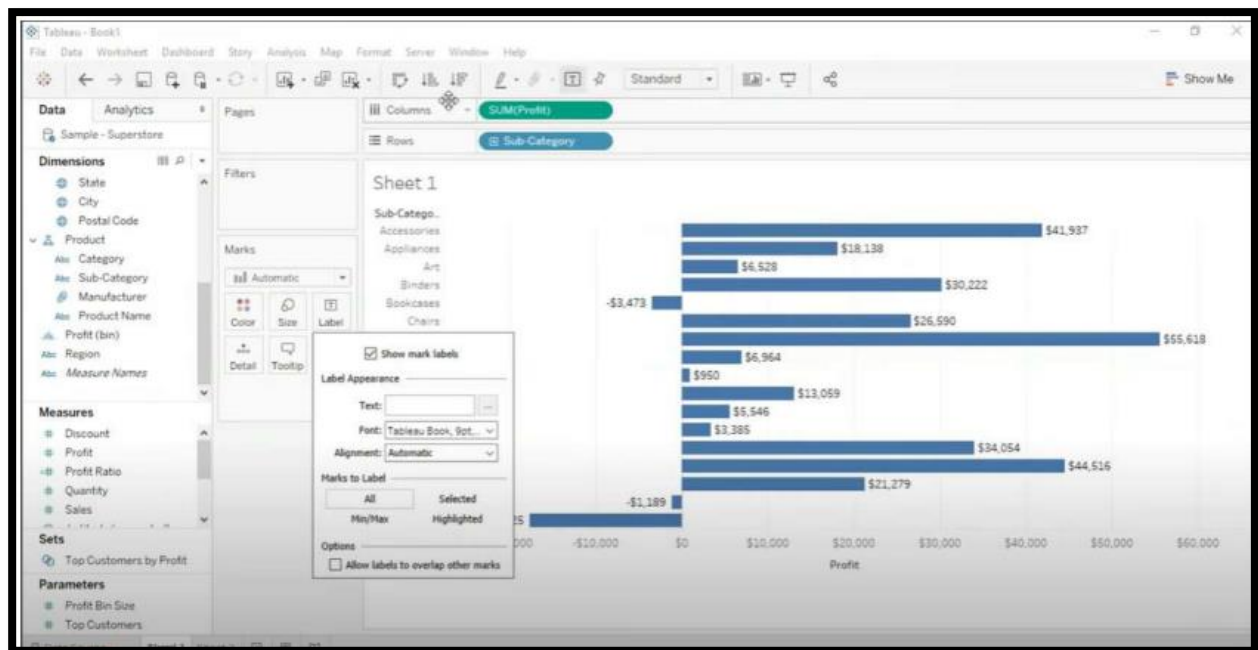 Tableau - Book1
File Data Worksheet Dashboard Story Analysis Map Format Server Window Help
Standard
Show Me
Data Analytics
Sample - Superstore
Dimensions
State
City
Postal Code
Product
Abc Category
Abc Sub-Category
Manufacturer
Abc Product Name
Profit (bin)
Abc Region
Abc Measure Names
Measures
# Discount
# Profit
=# Profit Ratio
# Quantity
# Sales
Sets
Top Customers by Profit
Parameters
# Profit Bin Size
# Top Customers
Pages
Filters
Marks
Automatic
Color Size Label
Detail Tooltip
Columns SUM(Profit)
Rows Sub-Category
Sheet 1
Sub-Catego..
Accessories $41,937
Appliances $18,138
Art $6,528
Binders $30,222
Bookcases -$3,473
Chairs $26,590
$55,618
$6,964
$950
$13,059
$5,546
$3,385
$34,054
$44,516
$21,279
-$1,189
25
000 -$10,000 $0 $10,000 $20,000 $30,000 $40,000 $50,000 $60,000
Profit
Show mark labels
Label Appearance
Text:
Font: Tableau Book, 9pt,...
Alignment: Automatic
Marks to Label
All Selected
Min/Max Highlighted
Options
Allow labels to overlap other marks